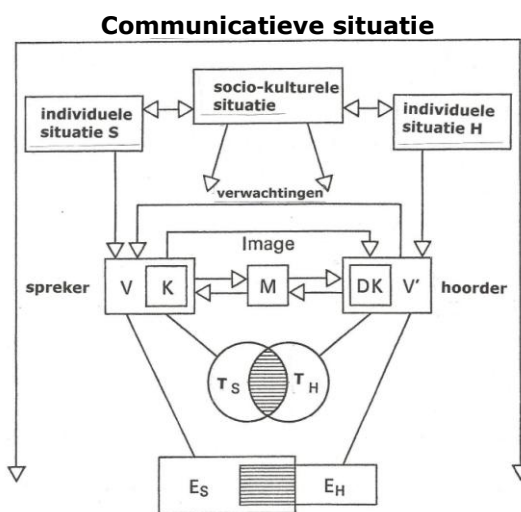 Communicatieve situatie
socio-kulturele
situatie
individuele
situatie S
individuele
situatie H
verwachtingen
Image
spreker
V K
M
DK V'
hoorder
T S
T H
E S
E H